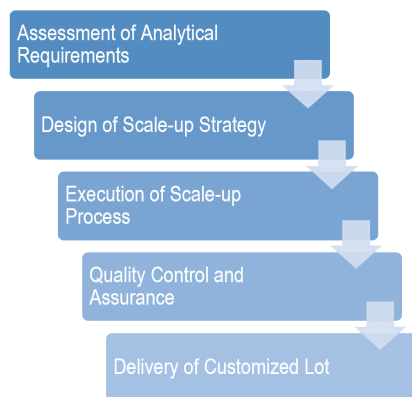 Assessment of Analytical
Requirements
Design of Scale-up Strategy
Execution of Scale-up
Process
Quality Control and
Assurance
Delivery of Customized Lot